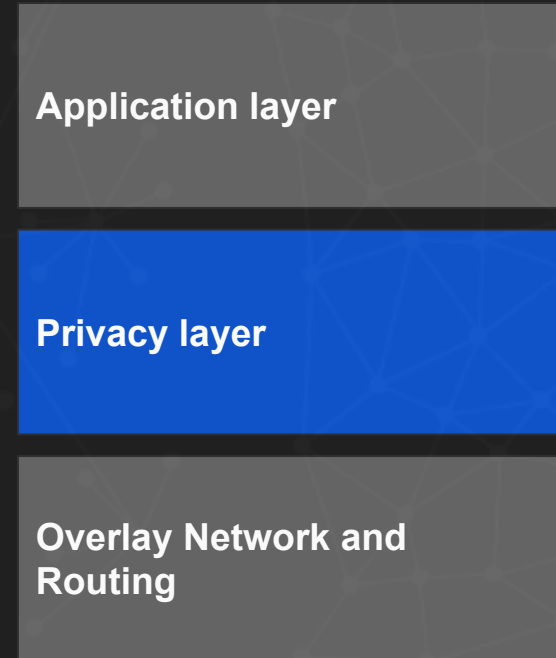 Application layer
Privacy layer
Overlay Network and
Routing